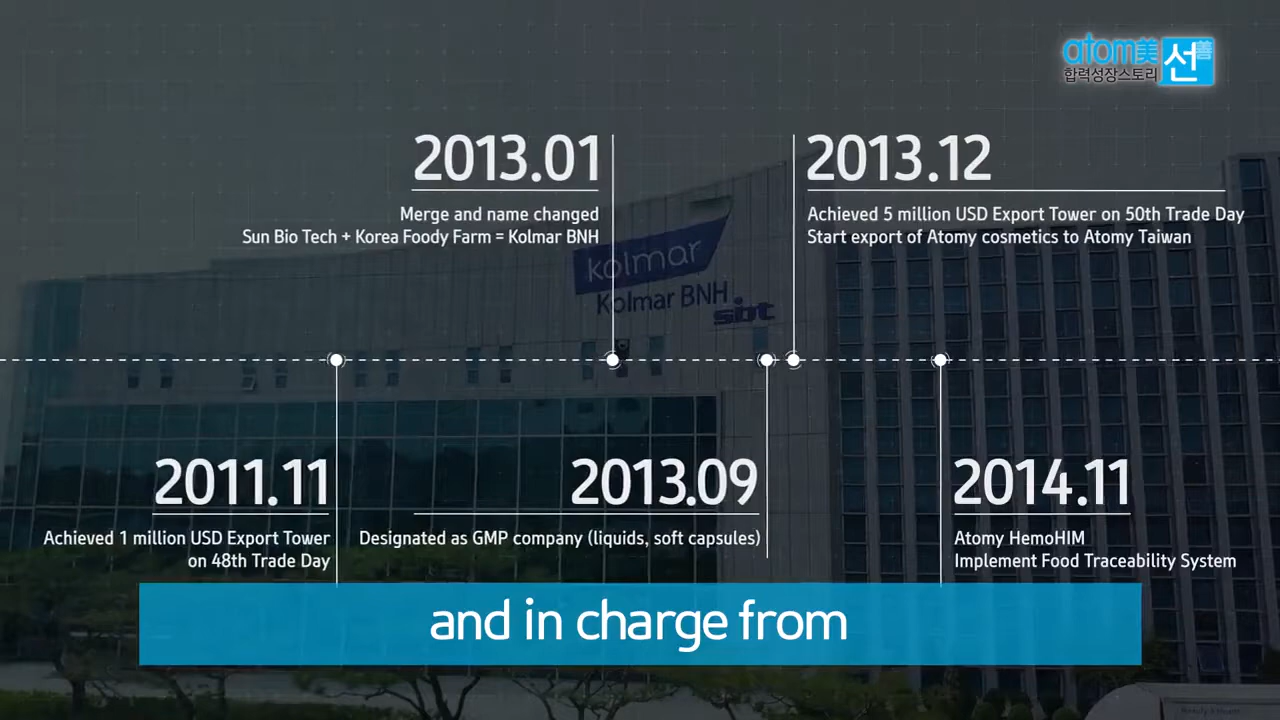 atom美
합력성장스토리
선善
2013.01
Merge and name changed
Sun Bio Tech + Korea Foody Farm = Kolmar BNH
2013.12
Achieved 5 million USD Export Tower on 50th Trade Day
Start export of Atomy cosmetics to Atomy Taiwan
kolmar
Kolmar BNH
sbt
2011.11
Achieved 1 million USD Export Tower
on 48th Trade Day
2013.09
Designated as GMP company (liquids, soft capsules)
2014.11
Atomy HemoHIM
Implement Food Traceability System
and in charge from